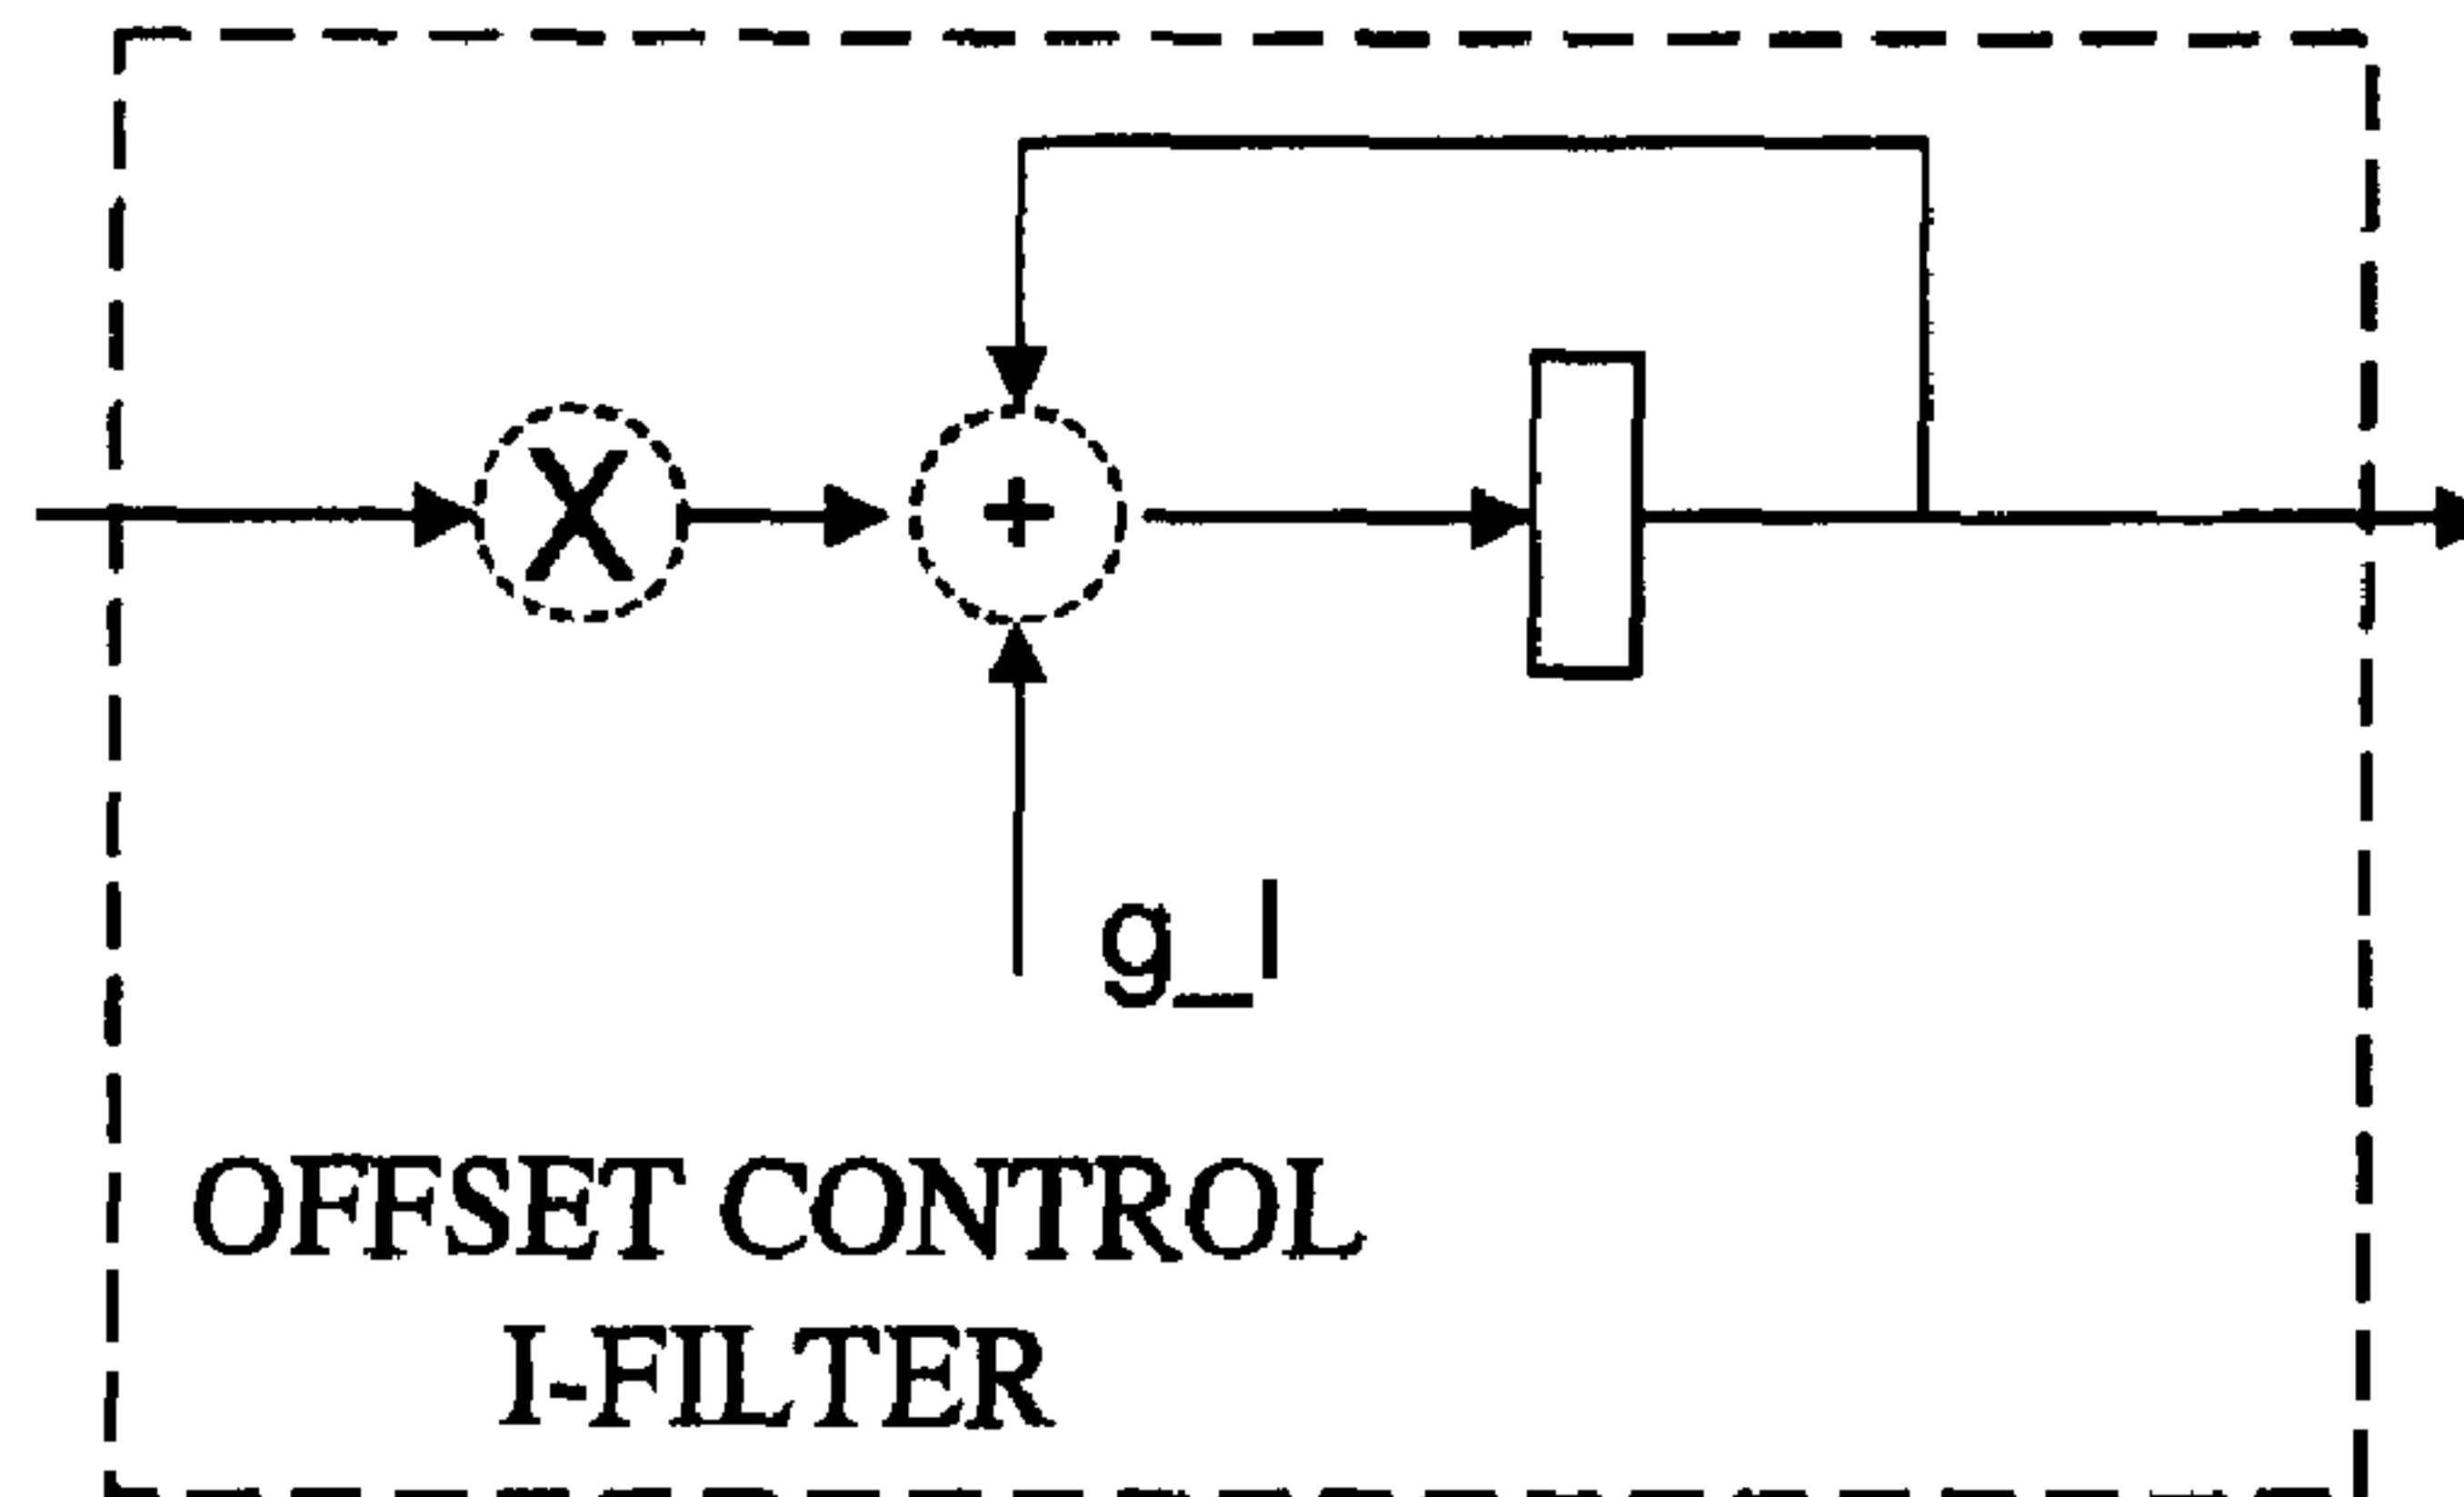 X
+
g_I
OFFSET CONTROL
I-FILTER